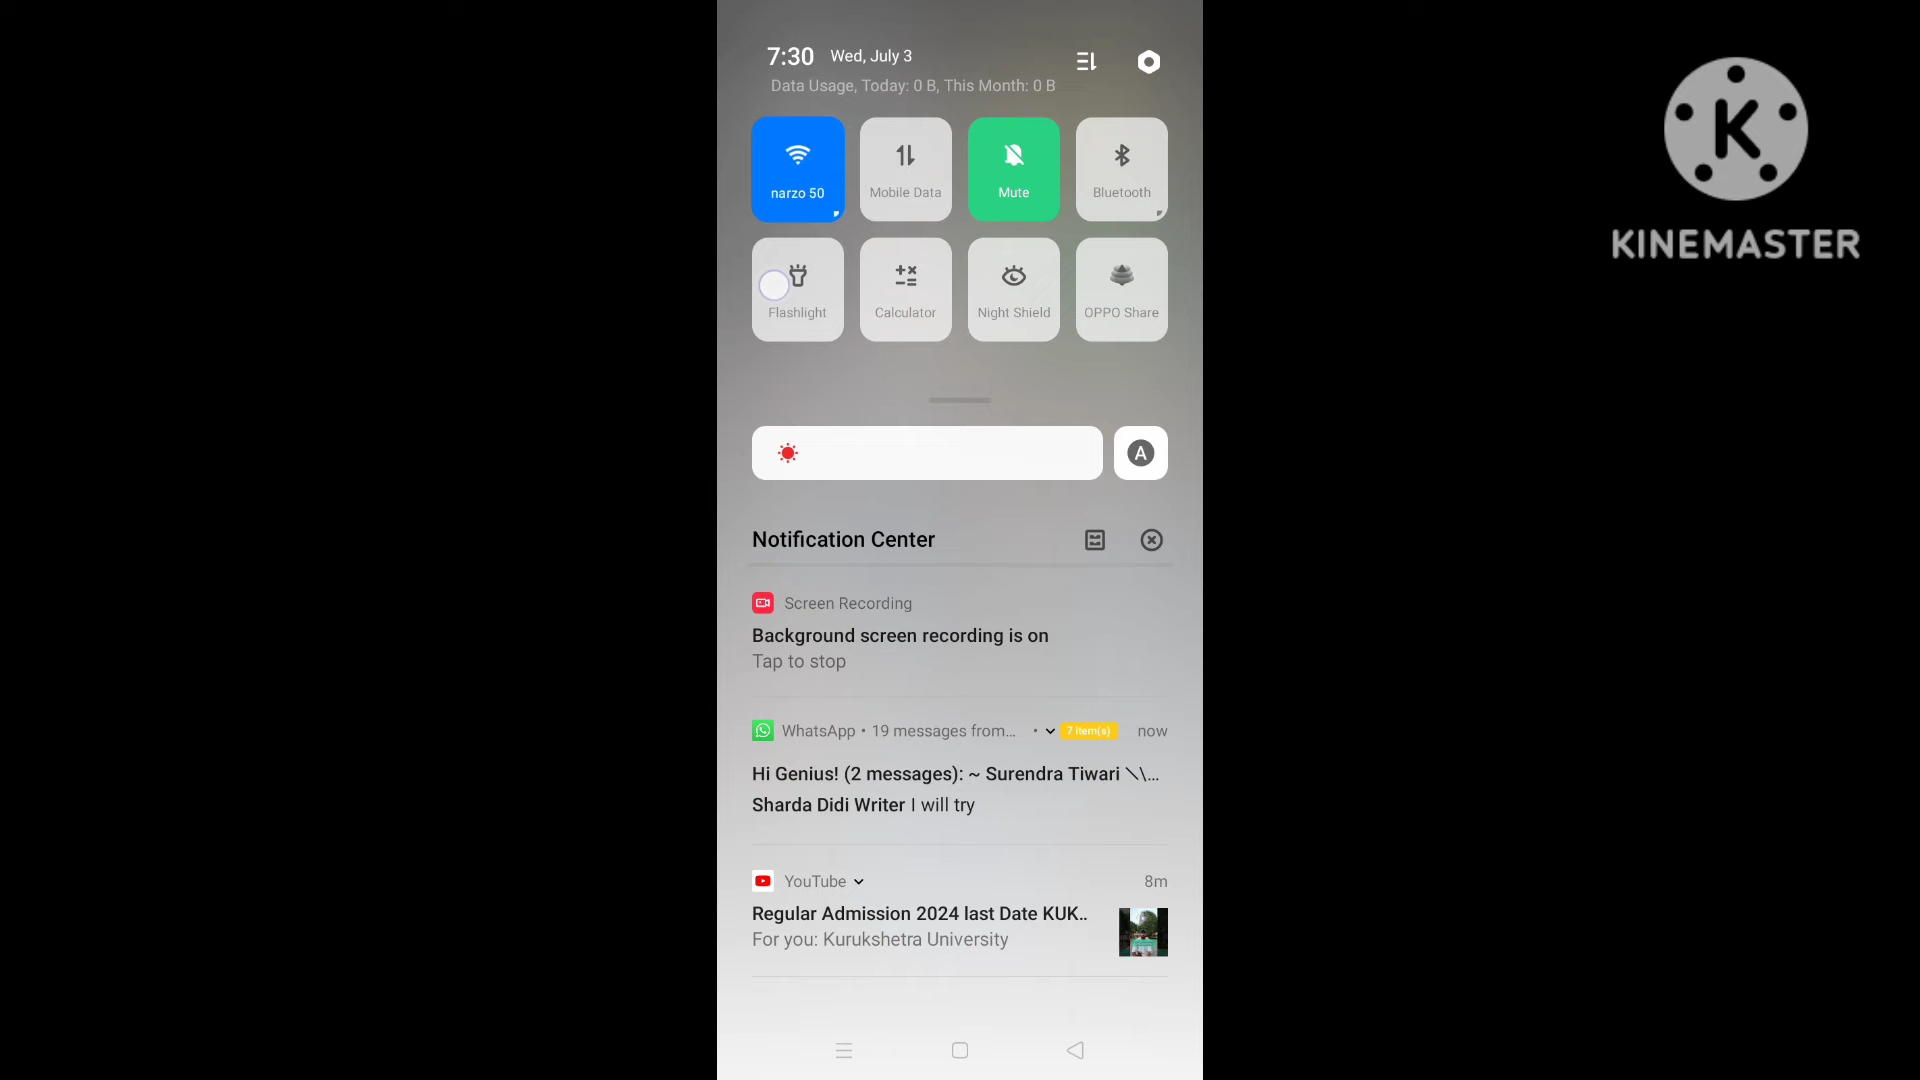 7:30 Wed, July 3
Data Usage, Today: 0 B, This Month: 0 B
narzo 50
Mobile Data
Mute
Bluetooth
Flashlight
Calculator
Night Shield
OPPO Share
A
Notification Center
Screen Recording
Background screen recording is on
Tap to stop
WhatsApp • 19 messages from... • 7 item(s) now
Hi Genius! (2 messages): ~ Surendra Tiwari ＼\...
Sharda Didi Writer I will try
YouTube 8m
Regular Admission 2024 last Date KUK..
For you: Kurukshetra University
K
KINEMASTER